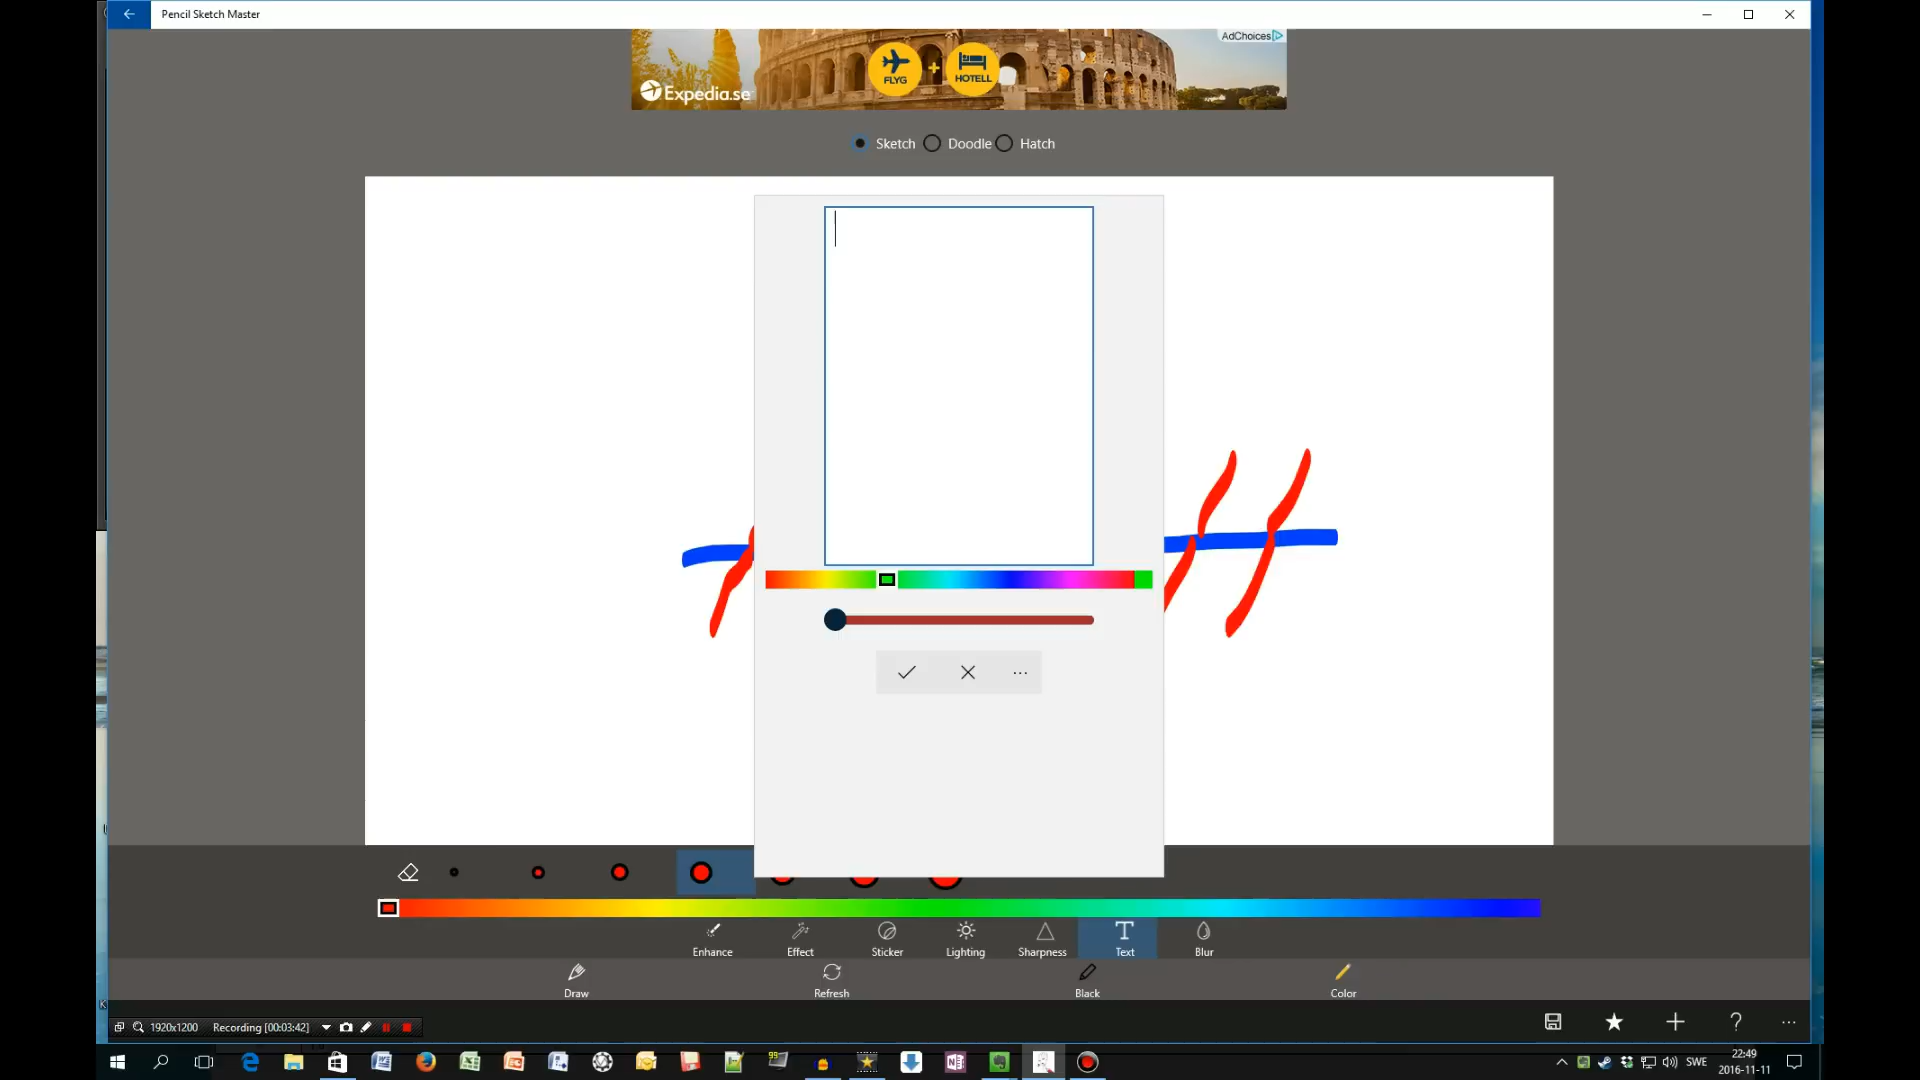 Pencil Sketch Master
AdChoices
FLYG + HOTELL
Expedia.se
Sketch Doodle Hatch
Enhance Effect Sticker Lighting Sharpness Text Blur
Draw Refresh Black Color
1920x1200 Recording [00:03:42]
99
SWE
22:49
2016-11-11